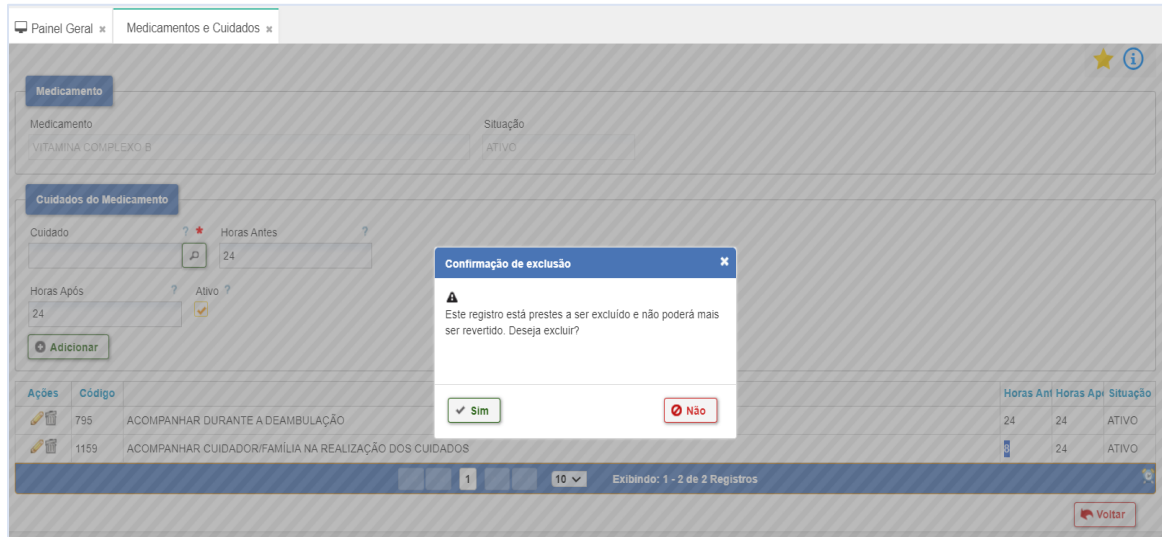 Painel Geral × Medicamentos e Cuidados ×
Medicamento
Medicamento Situação
VITAMINA COMPLEXO B ATIVO
Cuidados do Medicamento
Cuidado ? * Horas Antes ?
24
Confirmação de exclusão ×
Este registro está prestes a ser excluído e não poderá mais
ser revertido. Deseja excluir?
Sim Não
Horas Após ? Ativo ?
24
Adicionar
Ações Código Horas Ant Horas Apó Situação
795 ACOMPANHAR DURANTE A DEAMBULAÇÃO 24 24 ATIVO
1159 ACOMPANHAR CUIDADOR/FAMÍLIA NA REALIZAÇÃO DOS CUIDADOS 8 24 ATIVO
1 10 Exibindo: 1 - 2 de 2 Registros
Voltar